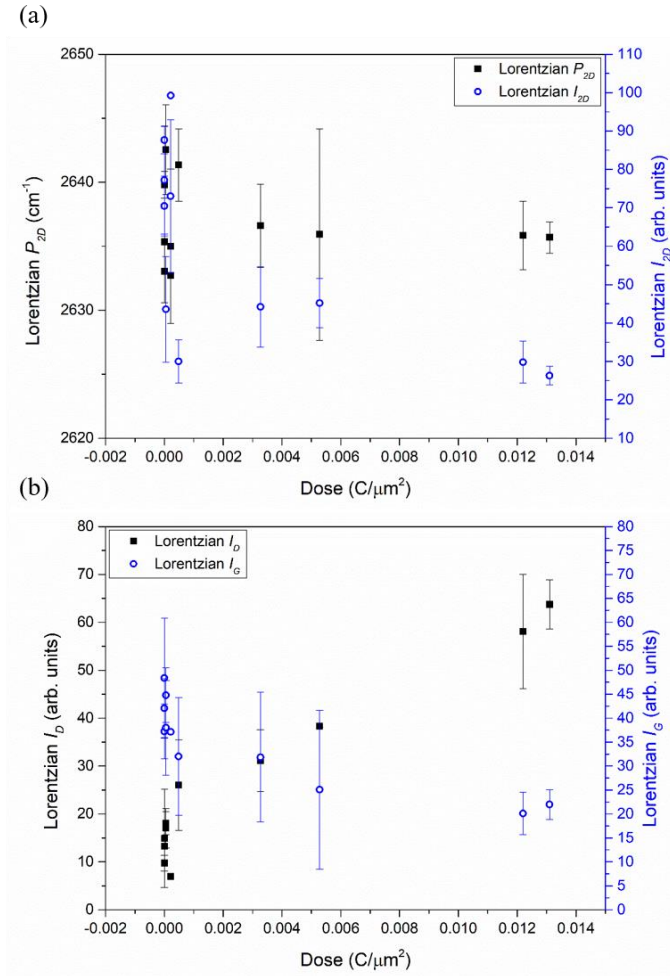 (a)
Lorentzian P2D
Lorentzian I2D
2650
2640
2630
2620
Lorentzian P2D (cm-1)
110
100
90
80
70
60
50
40
30
20
10
Lorentzian I2D (arb. units)
-0.002 0.000 0.002 0.004 0.006 0.008 0.010 0.012 0.014
Dose (C/μm2)
(b)
Lorentzian ID
Lorentzian IG
80
70
60
50
40
30
20
10
0
Lorentzian ID (arb. units)
80
75
70
65
60
55
50
45
40
35
30
25
20
15
10
5
0
Lorentzian IG (arb. units)
-0.002 0.000 0.002 0.004 0.006 0.008 0.010 0.012 0.014
Dose (C/μm2)